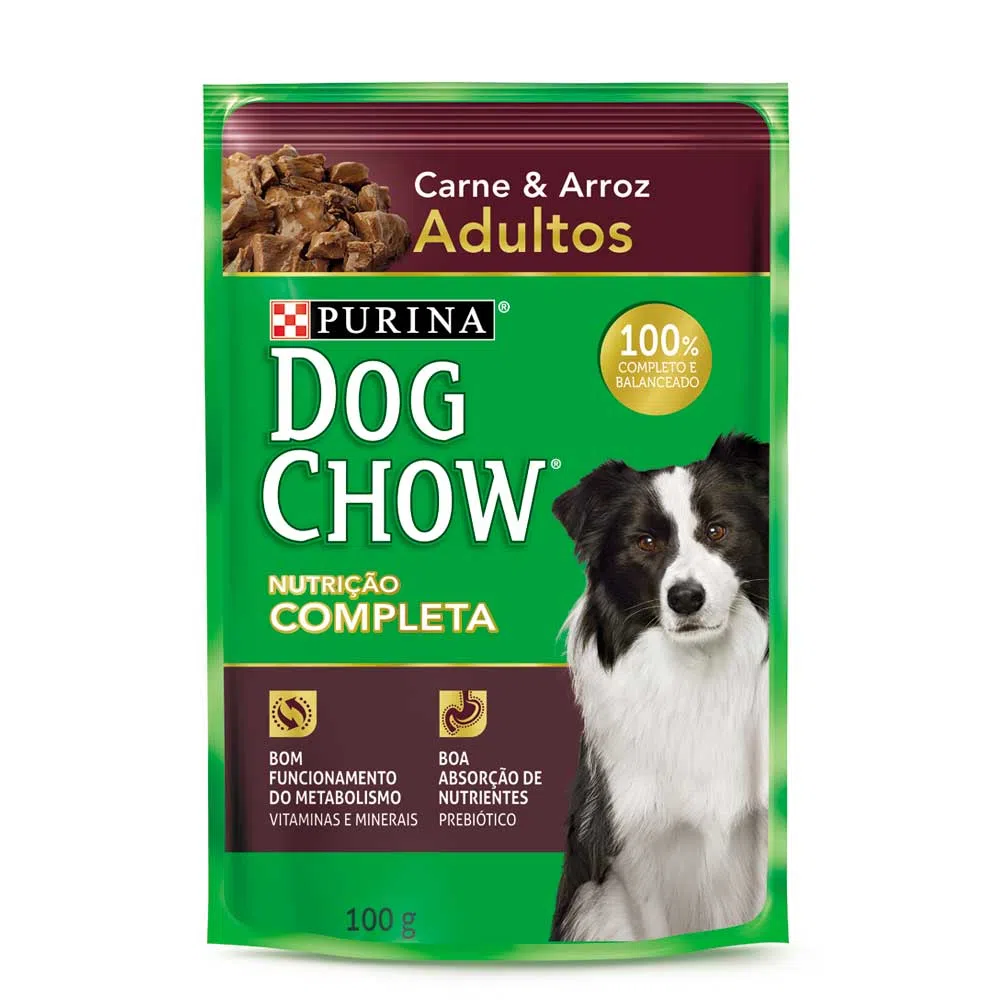 Carne & Arroz
Adultos
PURINA®
DOG
CHOW®
100%
COMPLETO E
BALANCEADO
NUTRIÇÃO
COMPLETA
BOM
FUNCIONAMENTO
DO METABOLISMO
VITAMINAS E MINERAIS
BOA
ABSORÇÃO DE
NUTRIENTES
PREBIÓTICO
100 g